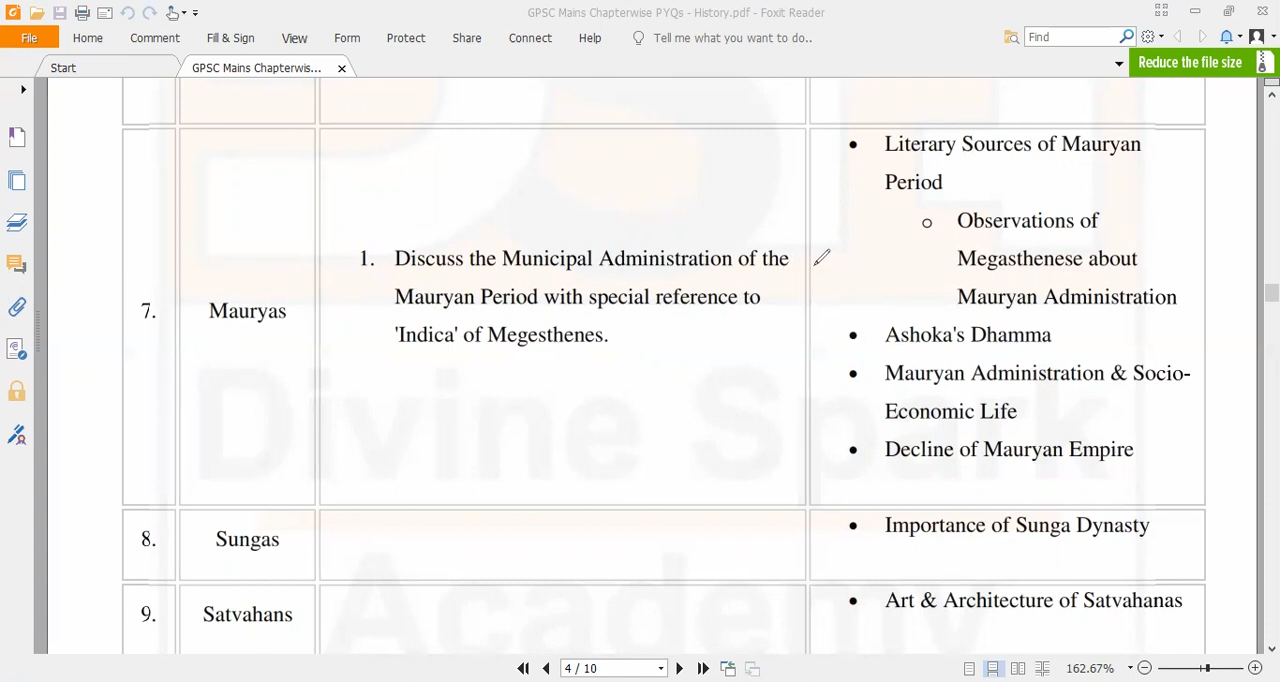 GPSC Mains Chapterwise PYQs - History.pdf - Foxit Reader
File Home Comment Fill & Sign View Form Protect Share Connect Help Tell me what you want to do.. Find
Start GPSC Mains Chapterwis... Reduce the file size
7. Mauryas
1. Discuss the Municipal Administration of the
Mauryan Period with special reference to
'Indica' of Megesthenes.
• Literary Sources of Mauryan
Period
o Observations of
Megasthenese about
Mauryan Administration
• Ashoka's Dhamma
• Mauryan Administration & Socio-
Economic Life
• Decline of Mauryan Empire
8. Sungas
• Importance of Sunga Dynasty
9. Satvahans
• Art & Architecture of Satvahanas
Divine Spark
Academy
4 / 10 162.67%